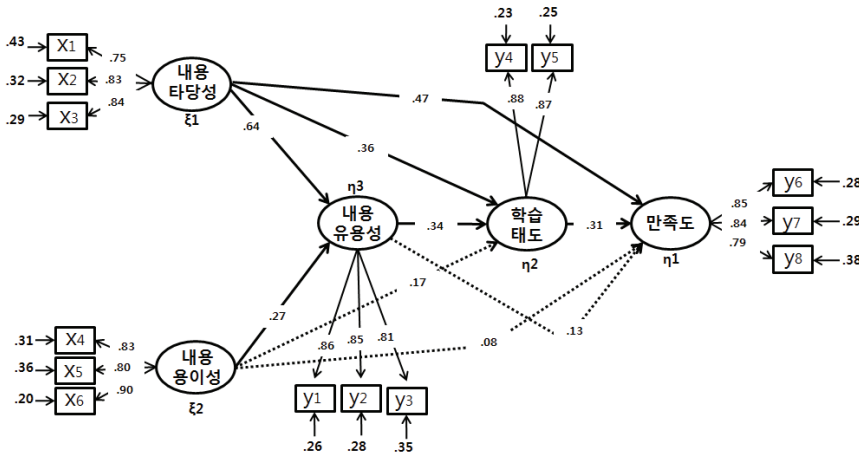 .43
X1
.75
.32
X2
.83
.29
X3
.84
내용
타당성
ξ1
.23
.25
y4
y5
.88
.87
.47
.64
.36
η3
내용
유용성
.34
학습
태도
η2
.31
만족도
η1
.85
y6
.28
.84
y7
.29
.79
y8
.38
.27
.17
.13
.08
.31
X4
.83
.36
X5
.80
.20
X6
.90
내용
용이성
ξ2
.86
.85
.81
y1
y2
y3
.26
.28
.35